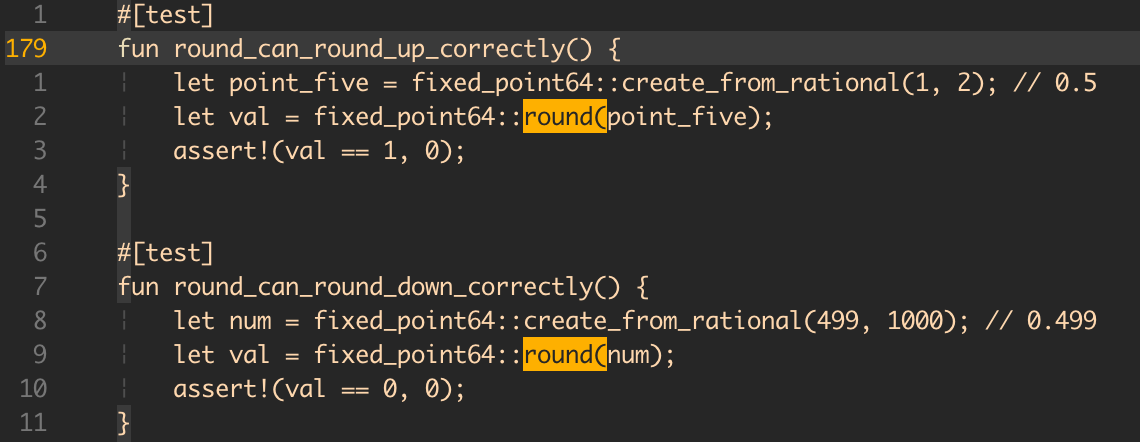 1 #[test]
179 fun round_can_round_up_correctly() {
1 let point_five = fixed_point64::create_from_rational(1, 2); // 0.5
2 let val = fixed_point64::round(point_five);
3 assert!(val == 1, 0);
4 }
5
6 #[test]
7 fun round_can_round_down_correctly() {
8 let num = fixed_point64::create_from_rational(499, 1000); // 0.499
9 let val = fixed_point64::round(num);
10 assert!(val == 0, 0);
11 }